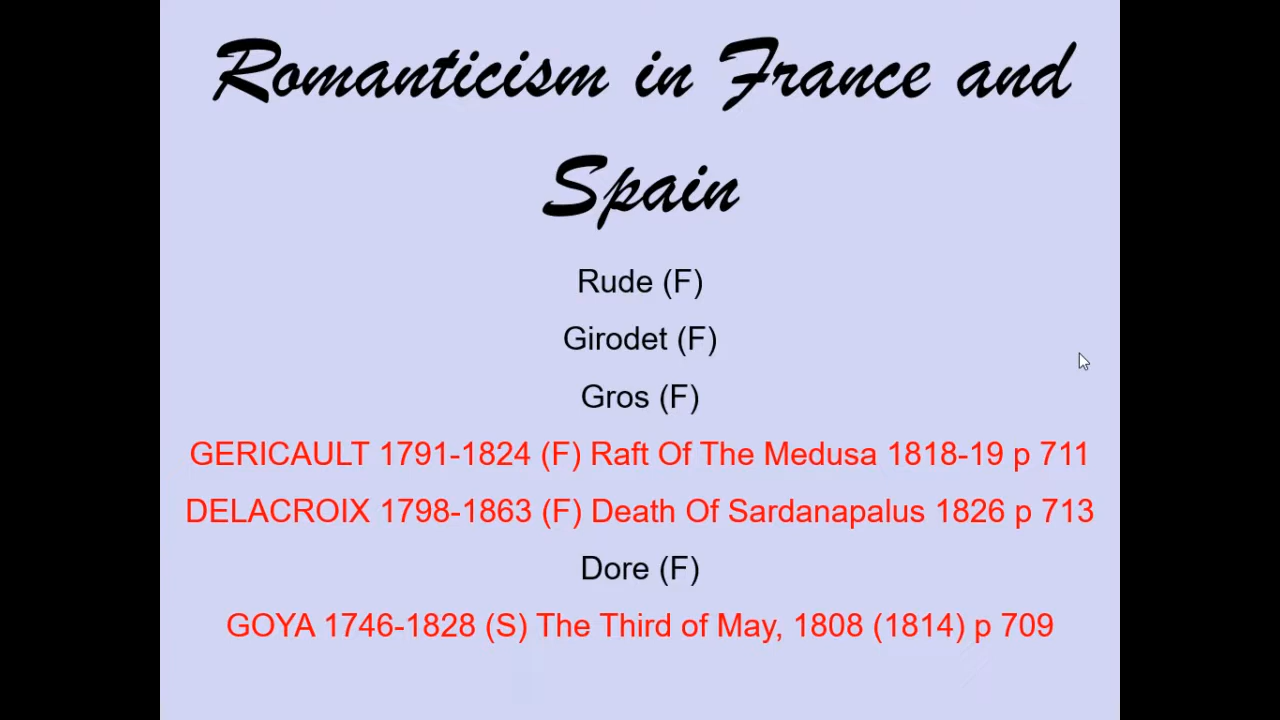 Romanticism in France and
Spain
Rude (F)
Girodet (F)
Gros (F)
GERICAULT 1791-1824 (F) Raft Of The Medusa 1818-19 p 711
DELACROIX 1798-1863 (F) Death Of Sardanapalus 1826 p 713
Dore (F)
GOYA 1746-1828 (S) The Third of May, 1808 (1814) p 709